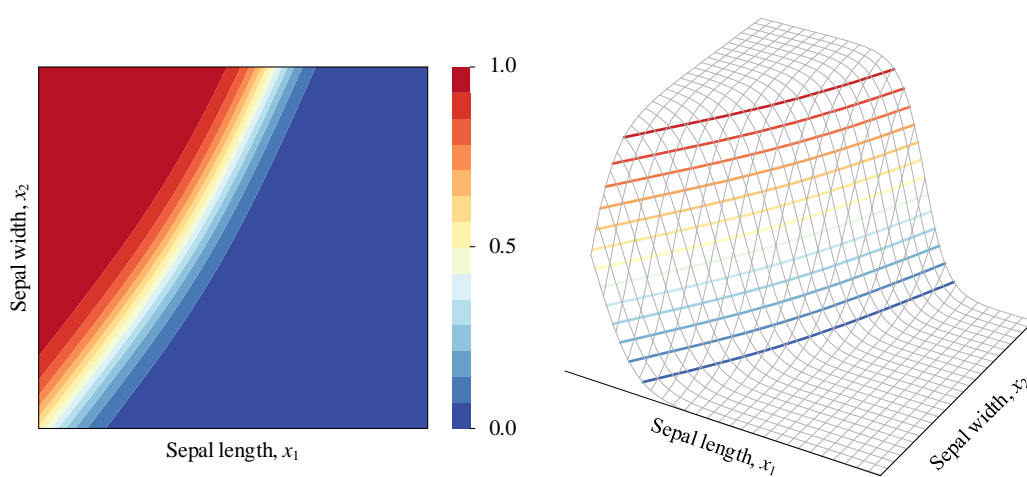 1.0
0.5
0.0
Sepal width, x₂
Sepal length, x₁
Sepal length, x₁
Sepal width, x₂